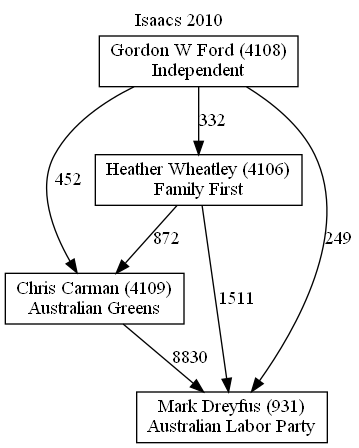 Isaacs 2010
Gordon W Ford (4108)
Independent
332
Heather Wheatley (4106)
Family First
452
872
249
1511
Chris Carman (4109)
Australian Greens
8830
Mark Dreyfus (931)
Australian Labor Party